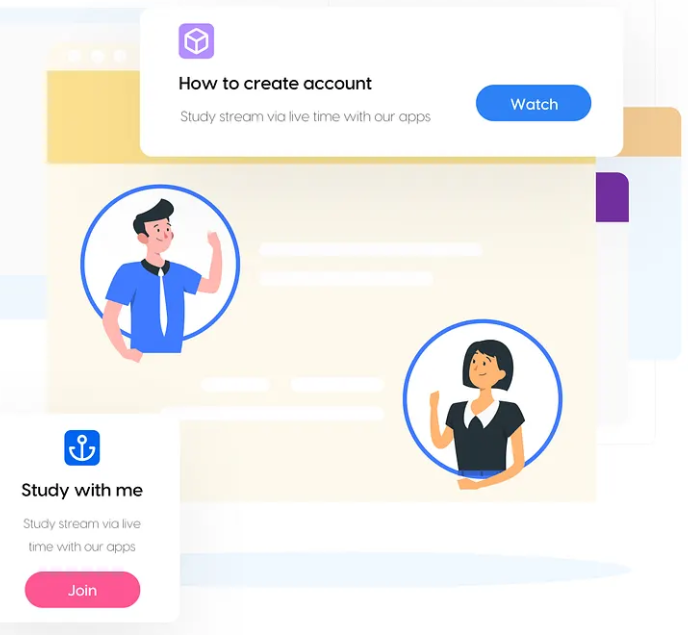 How to create account
Study stream via live time with our apps
Watch
Study with me
Study stream via live
time with our apps
Join